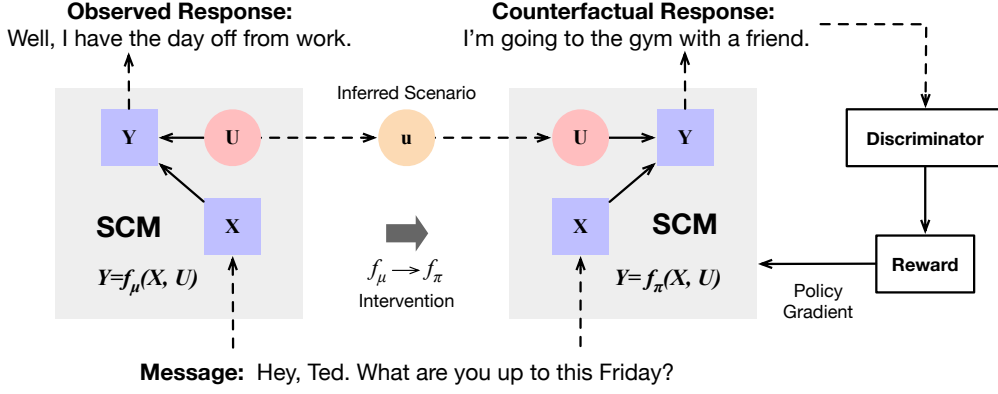 Observed Response:
Well, I have the day off from work.
Counterfactual Response:
I'm going to the gym with a friend.
Inferred Scenario
Y
U
u
U
Y
Discriminator
SCM
X
X
SCM
Reward
Y=fμ(X, U)
fμ → fπ
Intervention
Y=fπ(X, U)
Policy
Gradient
Message: Hey, Ted. What are you up to this Friday?